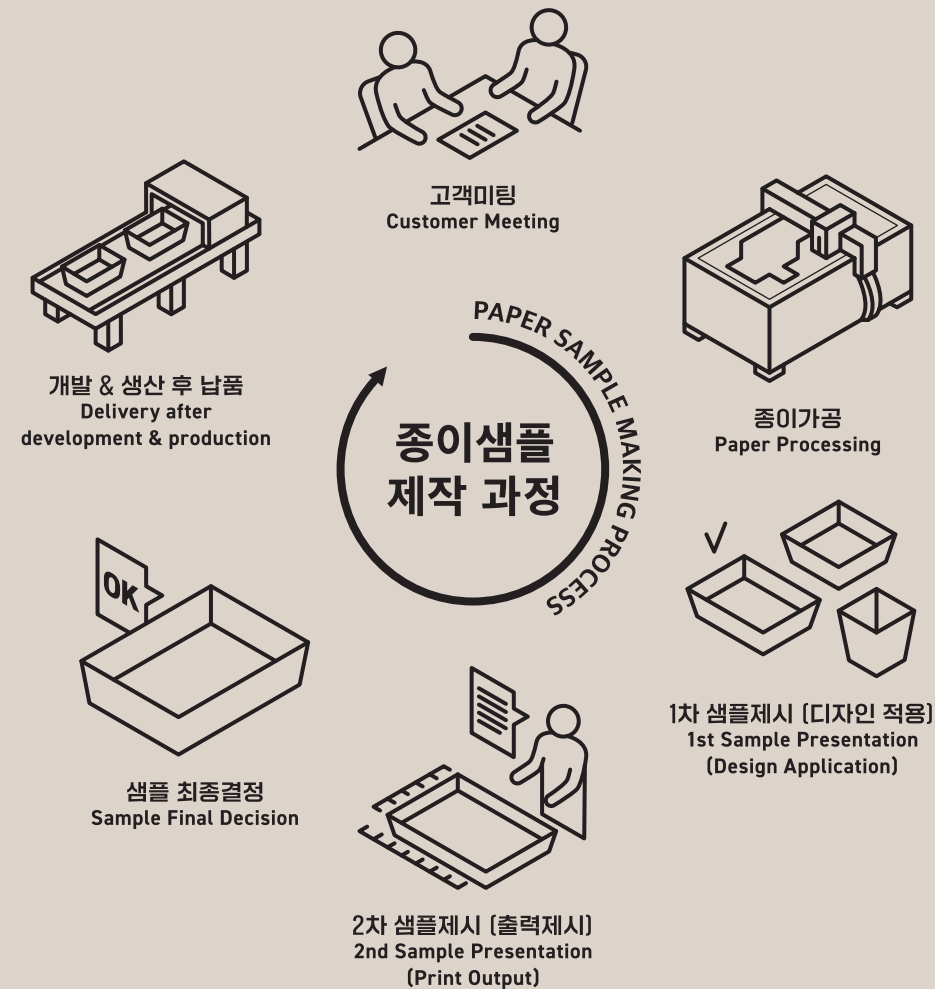 고객미팅
Customer Meeting
종이가공
Paper Processing
1차 샘플제시 (디자인 적용)
1st Sample Presentation
(Design Application)
2차 샘플제시 (출력제시)
2nd Sample Presentation
(Print Output)
OK
샘플 최종결정
Sample Final Decision
개발 & 생산 후 납품
Delivery after
development & production
PAPER SAMPLE MAKING PROCESS
종이샘플
제작 과정